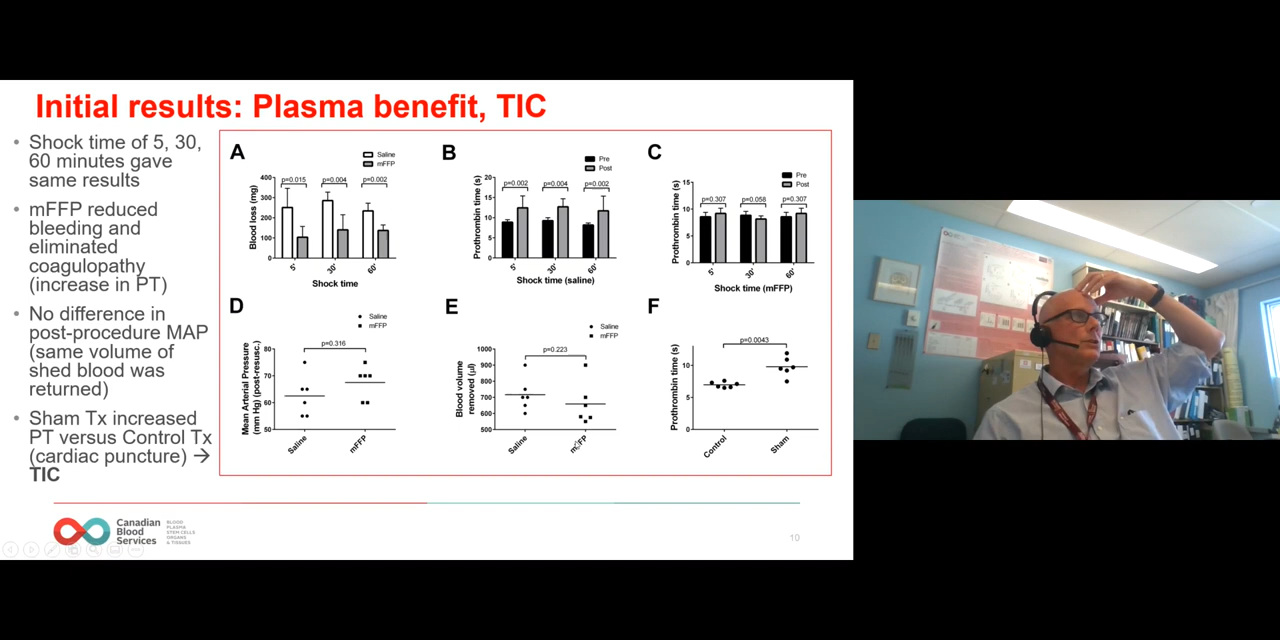 Initial results: Plasma benefit, TIC
• Shock time of 5, 30,
60 minutes gave
same results
• mFFP reduced
bleeding and
eliminated
coagulopathy
(increase in PT)
• No difference in
post-procedure MAP
(same volume of
shed blood was
returned)
• Sham Tx increased
PT versus Control Tx
(cardiac puncture) →
TIC
A
Saline
mFFP
400
300
200
100
0
Blood loss (mg)
p=0.015
p=0.004
p=0.002
5'
30'
60'
Shock time
B
Pre
Post
20
15
10
5
0
Prothrombin time (s)
p=0.002
p=0.004
p=0.002
5'
30'
60'
Shock time (saline)
C
Pre
Post
15
10
5
0
Prothrombin time (s)
p=0.307
p=0.058
p=0.307
5'
30'
60'
Shock time (mFFP)
D
Saline
mFFP
80
70
60
50
Mean Arterial Pressure
(mm Hg) (post-resusc.)
p=0.316
Saline
mFFP
E
Saline
mFFP
1000
900
800
700
600
500
Blood volume
removed (µl)
p=0.223
Saline
mFFP
F
10
5
0
Prothrombin time (s)
p=0.0043
Control
Sham
Canadian
Blood
Services
BLOOD
PLASMA
STEM CELLS
ORGANS
& TISSUES
10